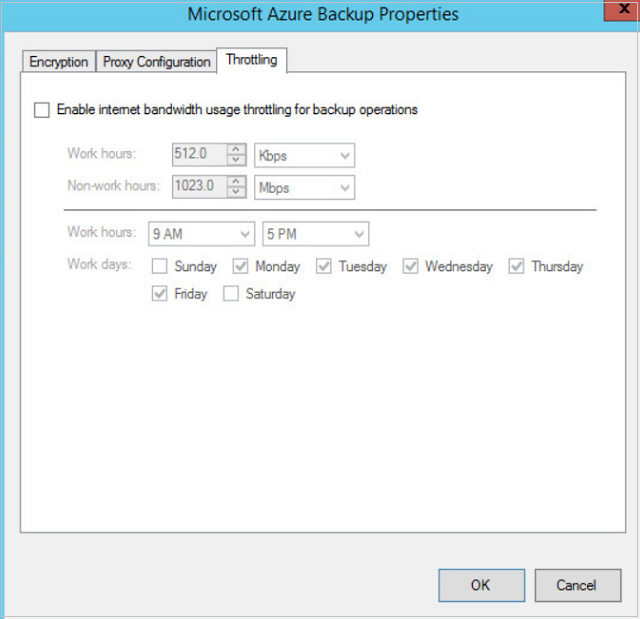 Microsoft Azure Backup Properties
x
Encryption Proxy Configuration Throttling
Enable internet bandwidth usage throttling for backup operations
Work hours: 512.0 Kbps
Non-work hours: 1023.0 Mbps
Work hours: 9 AM 5 PM
Work days: Sunday Monday Tuesday Wednesday Thursday
Friday Saturday
OK Cancel